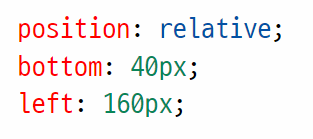 position: relative;
bottom: 40px;
left: 160px;